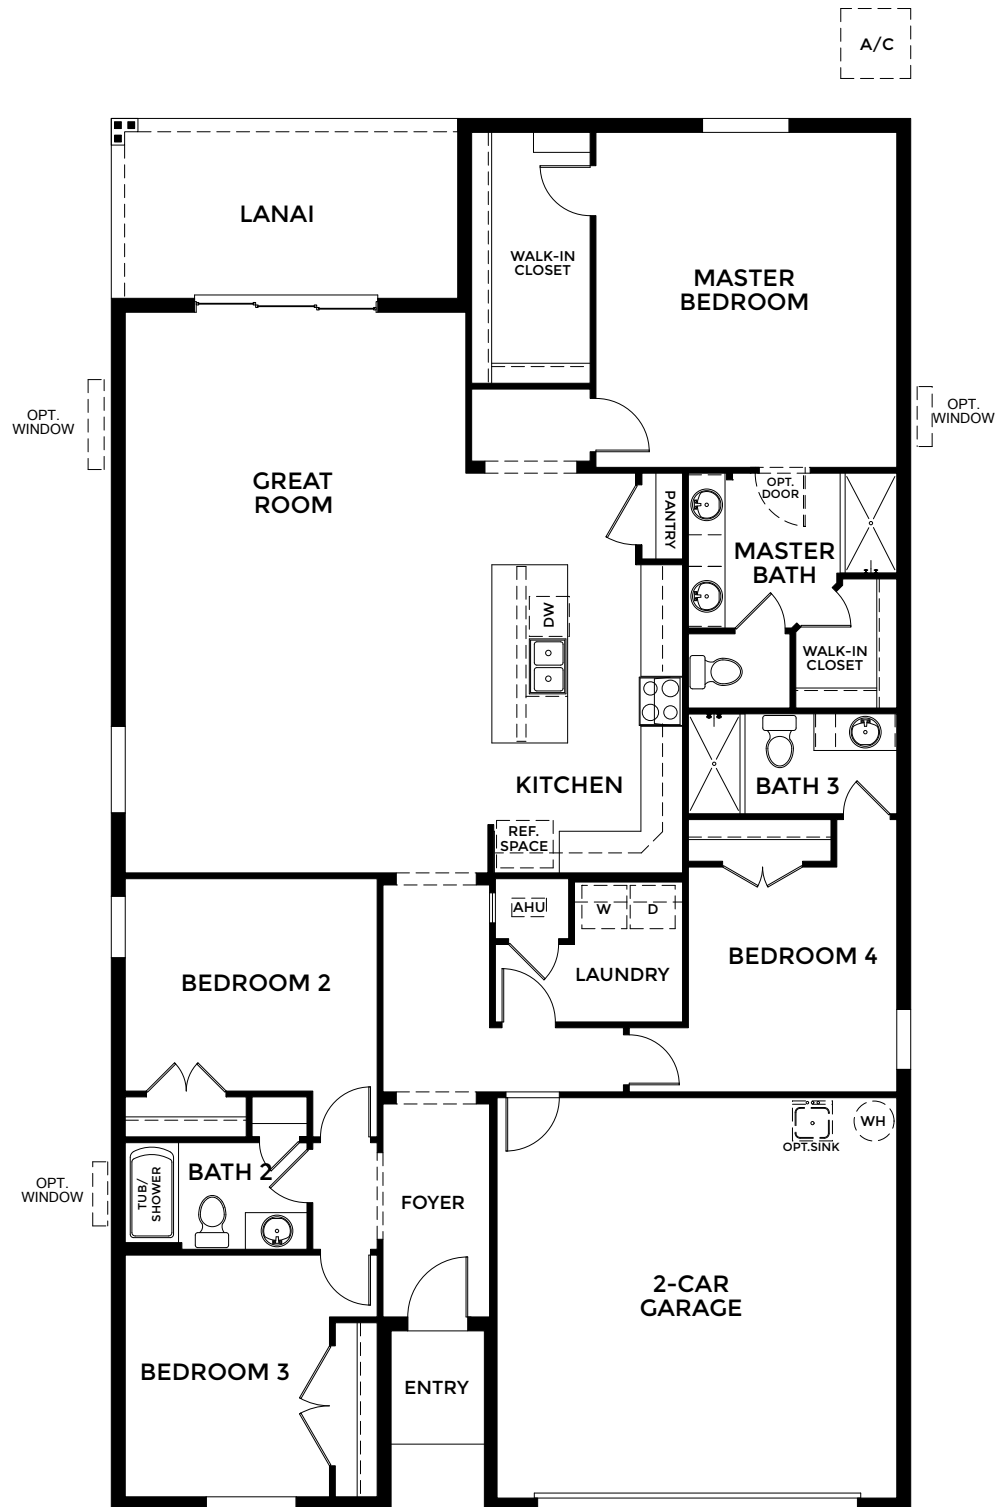 A/C
LANAI
WALK-IN
CLOSET
MASTER
BEDROOM
OPT.
WINDOW
OPT.
WINDOW
GREAT
ROOM
PANTRY
OPT.
DOOR
MASTER
BATH
DW
WALK-IN
CLOSET
KITCHEN
BATH 3
REF.
SPACE
AHU
W
D
BEDROOM 4
LAUNDRY
BEDROOM 2
WH
OPT.SINK
OPT.
WINDOW
TUB/
SHOWER
BATH 2
FOYER
2-CAR
GARAGE
BEDROOM 3
ENTRY